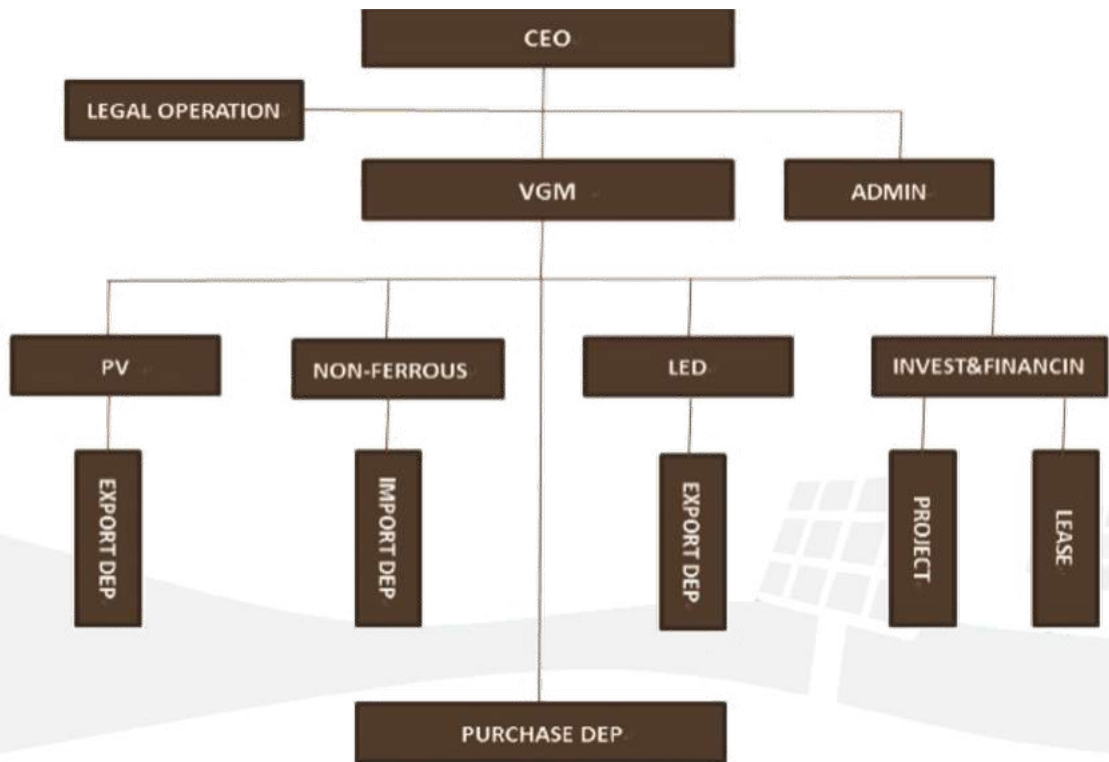 CEO
LEGAL OPERATION
VGM
ADMIN
PV
NON-FERROUS
LED
INVEST&FINANCIN
EXPORT DEP
IMPORT DEP
EXPORT DEP
PROJECT
LEASE
PURCHASE DEP